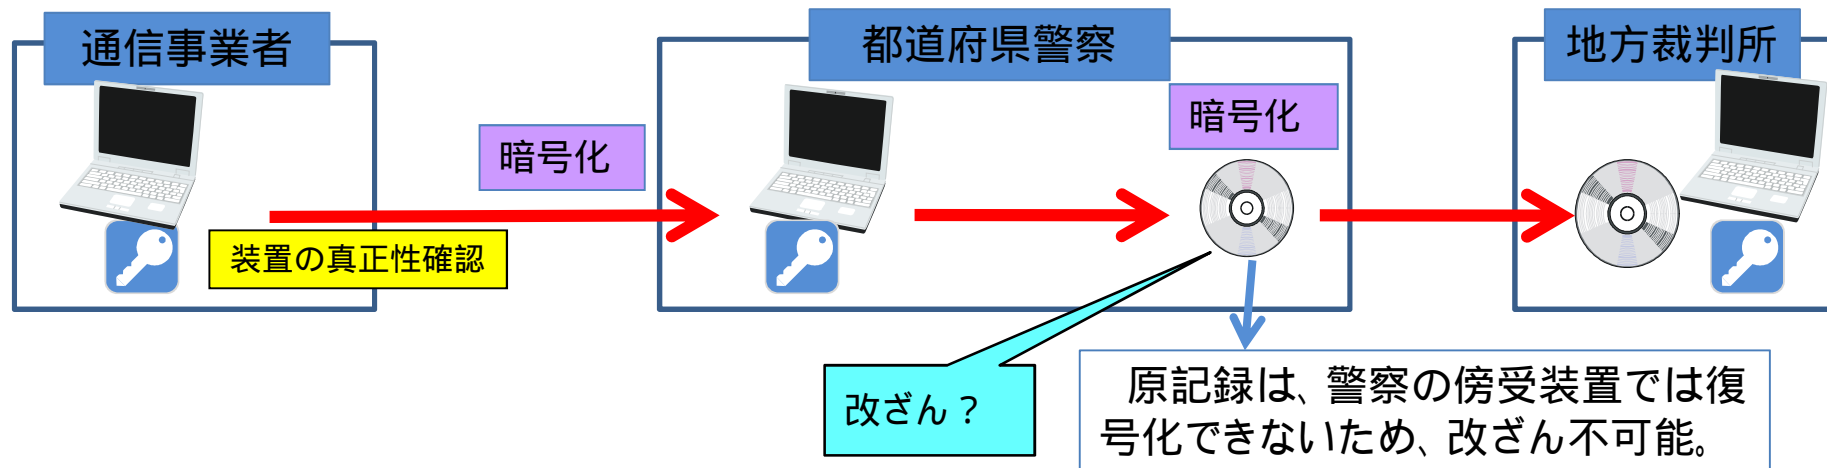 通信事業者
都道府県警察
地方裁判所
暗号化
暗号化
装置の真正性確認
改ざん？
原記録は、警察の傍受装置では復
号化できないため、改ざん不可能。